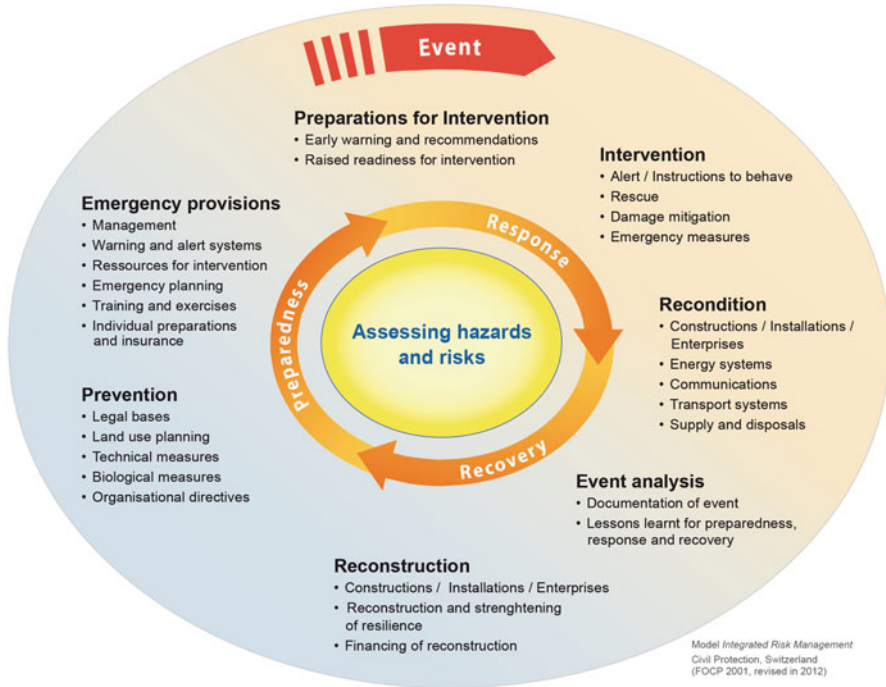 Event
Preparations for Intervention
• Early warning and recommendations
• Raised readiness for intervention
Intervention
• Alert / Instructions to behave
• Rescue
• Damage mitigation
• Emergency measures
Emergency provisions
• Management
• Warning and alert systems
• Ressources for intervention
• Emergency planning
• Training and exercises
• Individual preparations
and insurance
Response
Preparedness
Recovery
Assessing hazards
and risks
Recondition
• Constructions / Installations /
Enterprises
• Energy systems
• Communications
• Transport systems
• Supply and disposals
Prevention
• Legal bases
• Land use planning
• Technical measures
• Biological measures
• Organisational directives
Event analysis
• Documentation of event
• Lessons learnt for preparedness,
response and recovery
Reconstruction
• Constructions / Installations / Enterprises
• Reconstruction and strenghtening
of resilience
• Financing of reconstruction
Model Integrated Risk Management
Civil Protection, Switzerland
(FOCP 2001, revised in 2012)